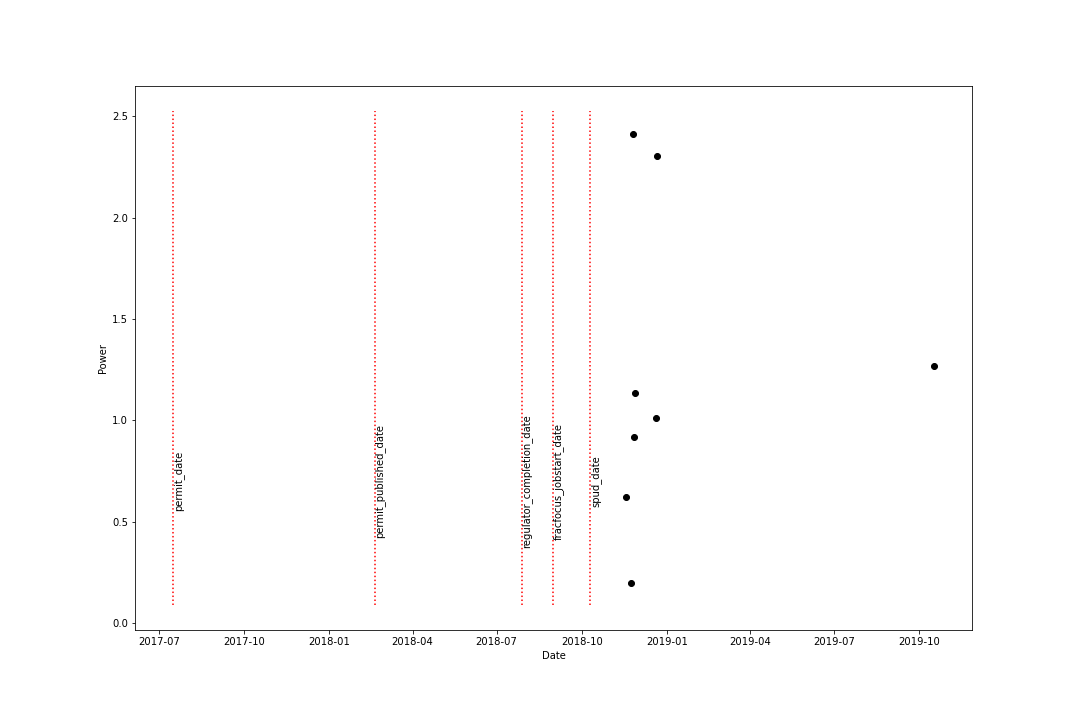 2.5
2.0
1.5
1.0
0.5
0.0
Power
permit_date
permit_published_date
regulator_completion_date
fracfocus_jobstart_date
spud_date
2017-07 2017-10 2018-01 2018-04 2018-07 2018-10 2019-01 2019-04 2019-07 2019-10
Date